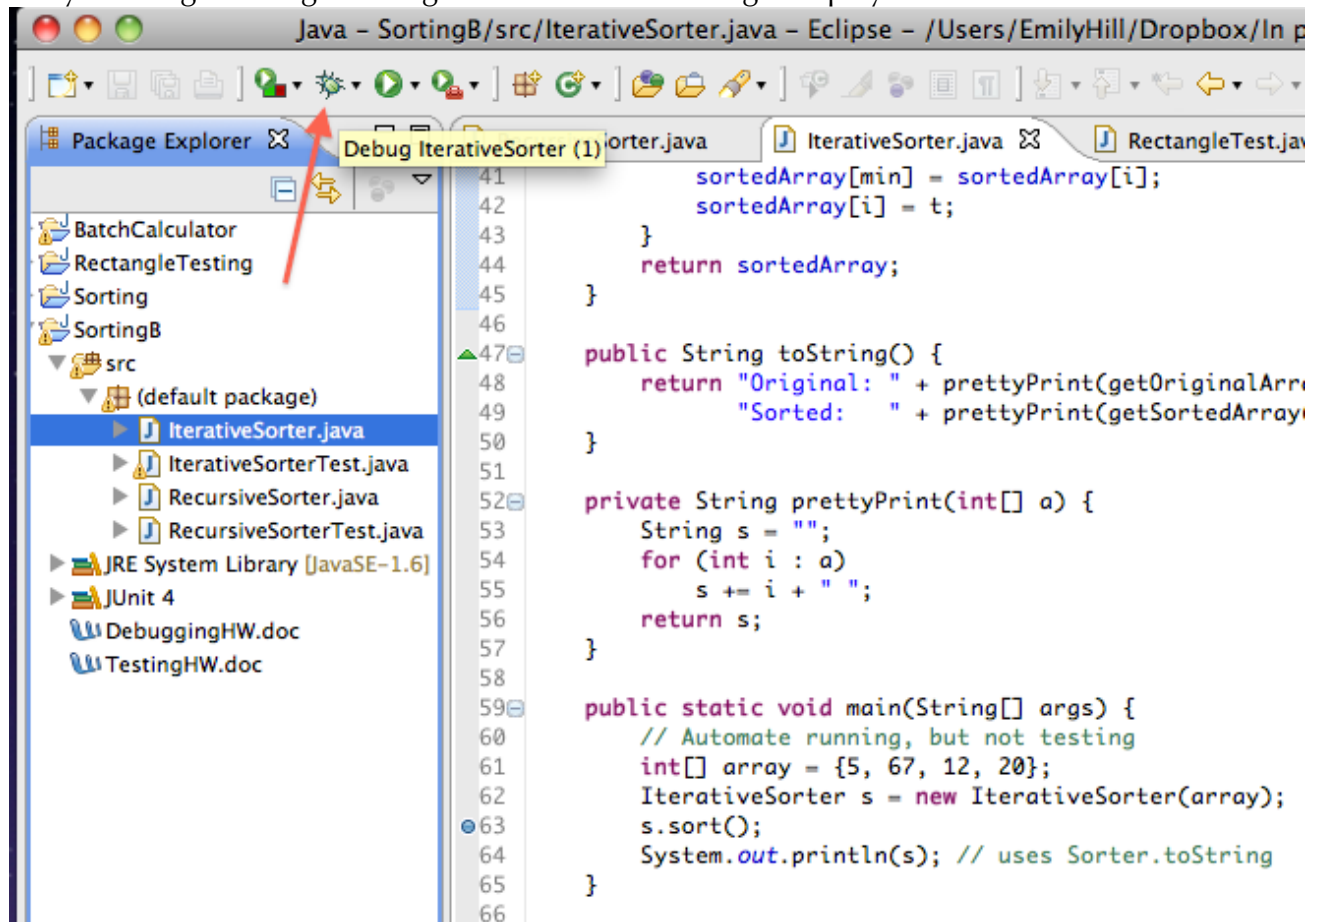 Java – SortingB/src/IterativeSorter.java – Eclipse – /Users/EmilyHill/Dropbox/In p
Package Explorer
Debug IterativeSorter (1)
orter.java
IterativeSorter.java
RectangleTest.jav
BatchCalculator
RectangleTesting
Sorting
SortingB
src
(default package)
IterativeSorter.java
IterativeSorterTest.java
RecursiveSorter.java
RecursiveSorterTest.java
JRE System Library [JavaSE-1.6]
JUnit 4
DebuggingHW.doc
TestingHW.doc
41 sortedArray[min] = sortedArray[i];
42 sortedArray[i] = t;
43 }
44 return sortedArray;
45 }
46
47 public String toString() {
48 return "Original: " + prettyPrint(getOriginalArr
49 "Sorted:   " + prettyPrint(getSortedArray
50 }
51
52 private String prettyPrint(int[] a) {
53 String s = "";
54 for (int i : a)
55 s += i + " ";
56 return s;
57 }
58
59 public static void main(String[] args) {
60 // Automate running, but not testing
61 int[] array = {5, 67, 12, 20};
62 IterativeSorter s = new IterativeSorter(array);
63 s.sort();
64 System.out.println(s); // uses Sorter.toString
65 }
66